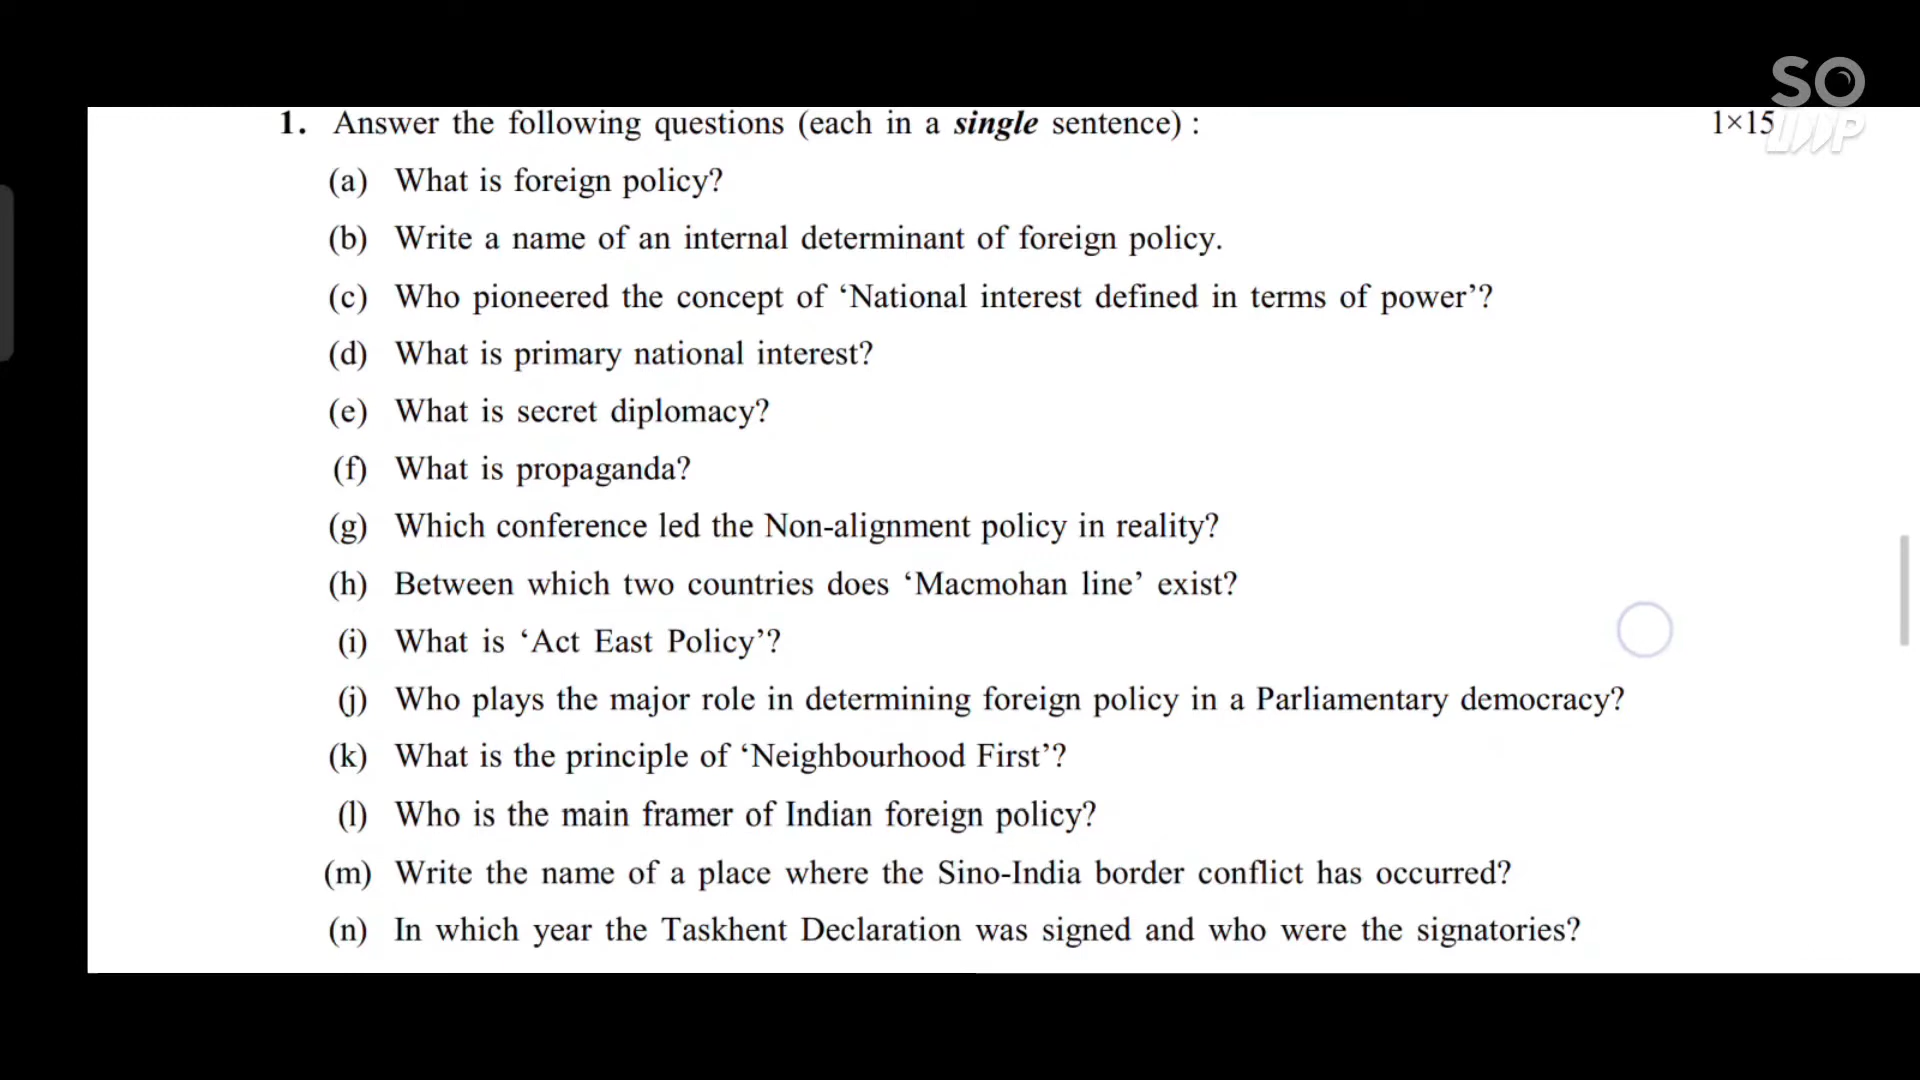 SO
LOOP
1. Answer the following questions (each in a single sentence) : 1×15
(a) What is foreign policy?
(b) Write a name of an internal determinant of foreign policy.
(c) Who pioneered the concept of ‘National interest defined in terms of power’?
(d) What is primary national interest?
(e) What is secret diplomacy?
(f) What is propaganda?
(g) Which conference led the Non-alignment policy in reality?
(h) Between which two countries does ‘Macmohan line’ exist?
(i) What is ‘Act East Policy’?
(j) Who plays the major role in determining foreign policy in a Parliamentary democracy?
(k) What is the principle of ‘Neighbourhood First’?
(l) Who is the main framer of Indian foreign policy?
(m) Write the name of a place where the Sino-India border conflict has occurred?
(n) In which year the Taskhent Declaration was signed and who were the signatories?